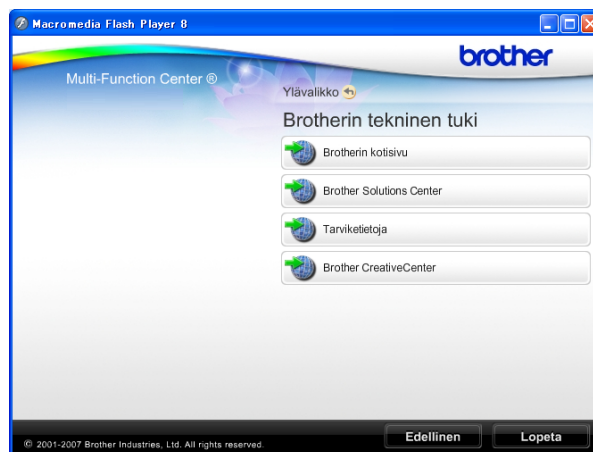 Macromedia Flash Player 8
brother
Multi-Function Center ®
Ylävalikko
Brotherin tekninen tuki
Brotherin kotisivu
Brother Solutions Center
Tarviketietoja
Brother CreativeCenter
© 2001-2007 Brother Industries, Ltd. All rights reserved.
Edellinen
Lopeta